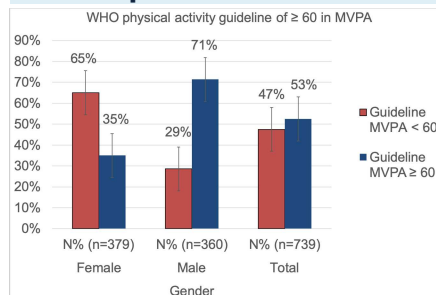 WHO physical activity guideline of ≥ 60 in MVPA
90%
80%
70%
60%
50%
40%
30%
20%
10%
0%
65%
35%
29%
71%
47%
53%
N% (n=379)
N% (n=360)
N% (n=739)
Female
Male
Total
Gender
Guideline
MVPA < 60
Guideline
MVPA ≥ 60